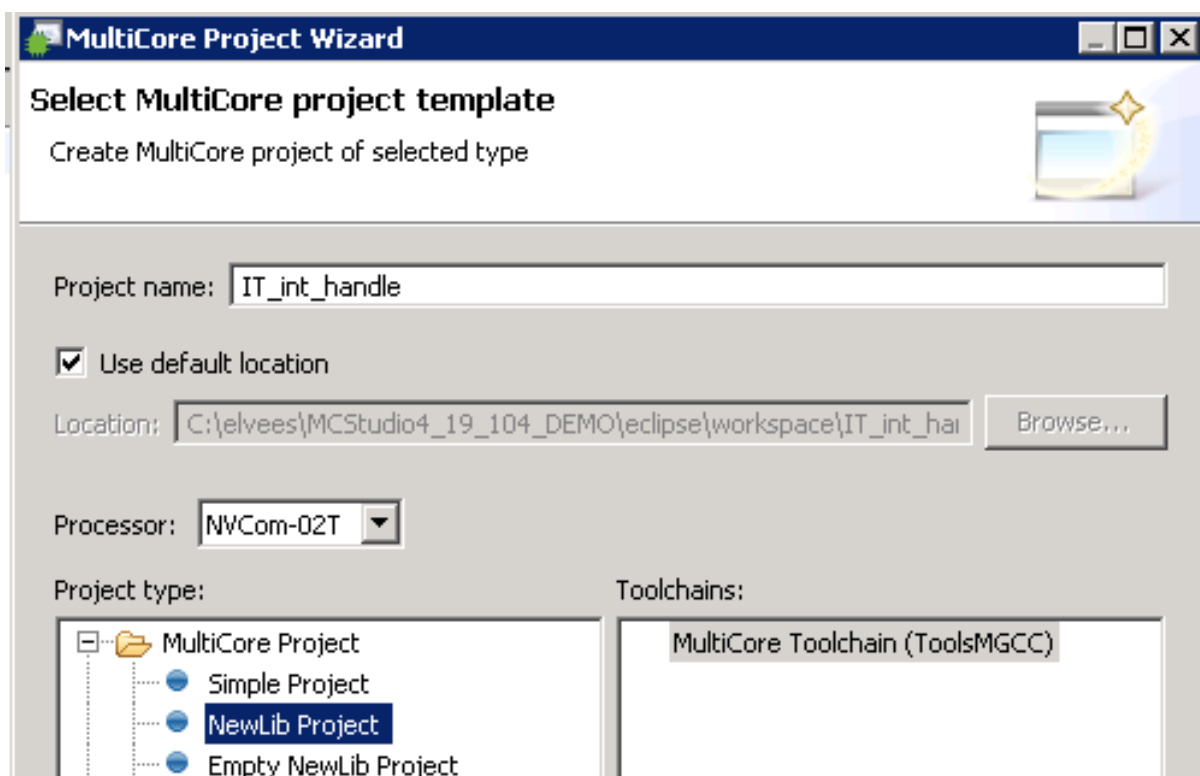 MultiCore Project Wizard
Select MultiCore project template
Create MultiCore project of selected type
Project name: IT_int_handle
Use default location
Location: C:\elvees\MCStudio4_19_104_DEMO\eclipse\workspace\IT_int_hai Browse...
Processor: NVCom-02T
Project type: Toolchains:
MultiCore Project MultiCore Toolchain (ToolsMGCC)
Simple Project
NewLib Project
Empty NewLib Project